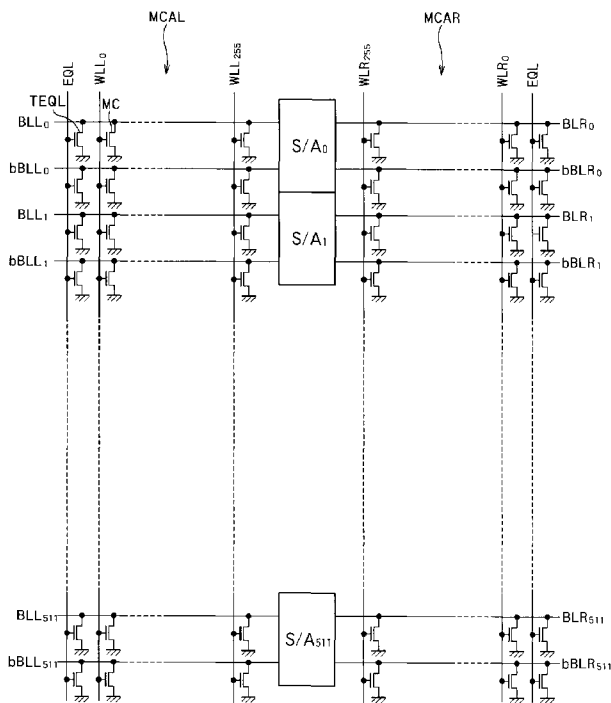 MCAL MCAR
EQL WLL0 WLL255 WLR255 WLR0 EQL
TEQL MC
BLL0 S/A0 BLR0
bBLL0 bBLR0
BLL1 S/A1 BLR1
bBLL1 bBLR1
BLL511 S/A511 BLR511
bBLL511 bBLR511